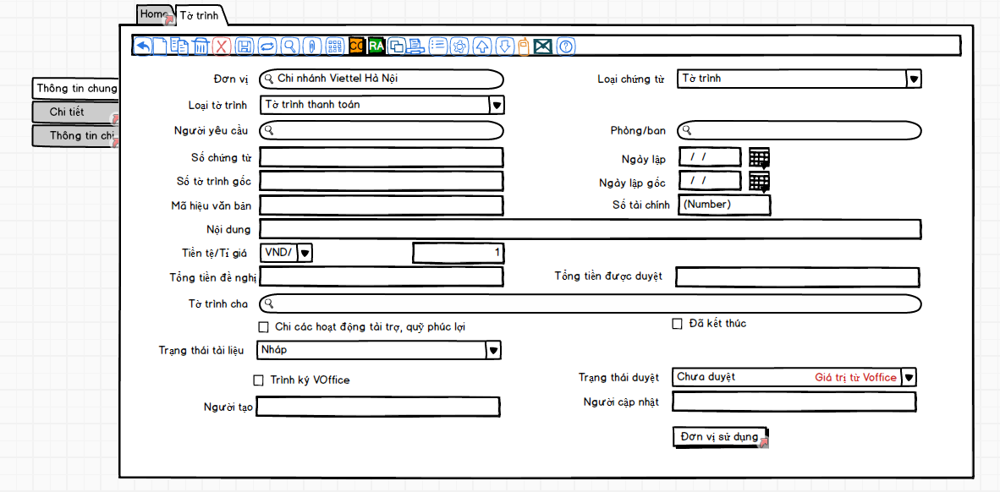 Home Tờ trình
CC RA
Đơn vị Chi nhánh Viettel Hà Nội Loại chứng từ Tờ trình
Thông tin chung
Loại tờ trình Tờ trình thanh toán
Chi tiết
Người yêu cầu Phòng/ban
Thông tin chi
Số chứng từ Ngày lập / /
Số tờ trình gốc Ngày lập gốc / /
Mã hiệu văn bản Số tài chính (Number)
Nội dung
Tiền tệ/Tỉ giá VND/ 1
Tổng tiền đề nghị Tổng tiền được duyệt
Tờ trình cha
Chi các hoạt động tài trợ, quỹ phúc lợi Đã kết thúc
Trạng thái tài liệu Nháp
Trình ký VOffice Trạng thái duyệt Chưa duyệt Giá trị từ Voffice
Người tạo Người cập nhật
Đơn vị sử dụng